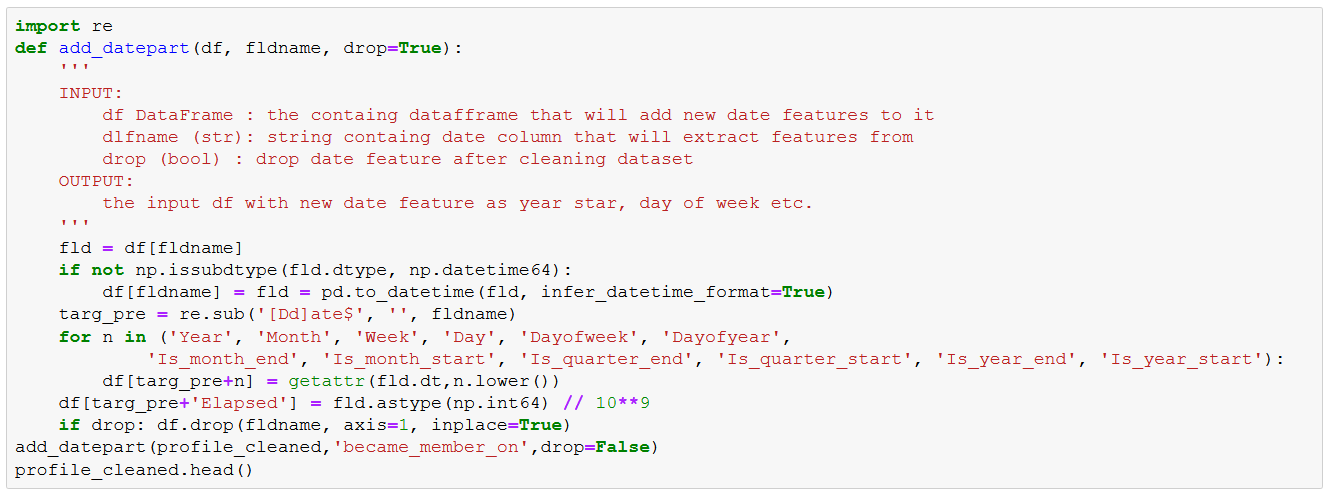 import re
def add_datepart(df, fldname, drop=True):
    '''
    INPUT:
        df DataFrame : the containg datafframe that will add new date features to it
        dlfname (str): string containg date column that will extract features from
        drop (bool) : drop date feature after cleaning dataset
    OUTPUT:
        the input df with new date feature as year star, day of week etc.
    '''
    fld = df[fldname]
    if not np.issubdtype(fld.dtype, np.datetime64):
        df[fldname] = fld = pd.to_datetime(fld, infer_datetime_format=True)
    targ_pre = re.sub('[Dd]ate$', '', fldname)
    for n in ('Year', 'Month', 'Week', 'Day', 'Dayofweek', 'Dayofyear',
            'Is_month_end', 'Is_month_start', 'Is_quarter_end', 'Is_quarter_start', 'Is_year_end', 'Is_year_start'):
        df[targ_pre+n] = getattr(fld.dt,n.lower())
    df[targ_pre+'Elapsed'] = fld.astype(np.int64) // 10**9
    if drop: df.drop(fldname, axis=1, inplace=True)
add_datepart(profile_cleaned,'became_member_on',drop=False)
profile_cleaned.head()